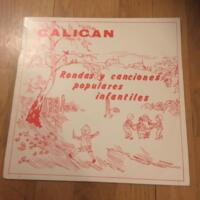 CALICAN
Rondas y canciones
populares
infantiles